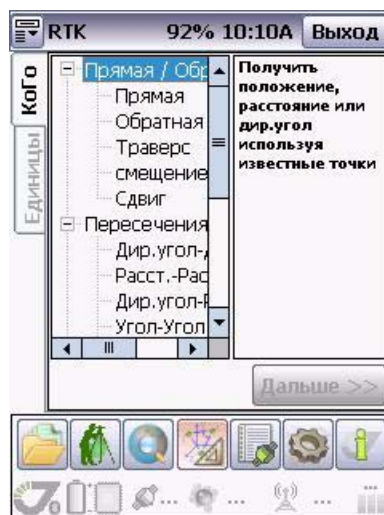 RTK 92% 10:10A Выход
КоГо
Единицы
Прямая / Обр
Прямая
Обратная
Траверс
смещение
Сдвиг
Пересечения
Дир.угол-
Расст.-Рас
Дир.угол-
Угол-Угол
Получить
положение,
расстояние или
дир.угол
используя
известные точки
Дальше >>